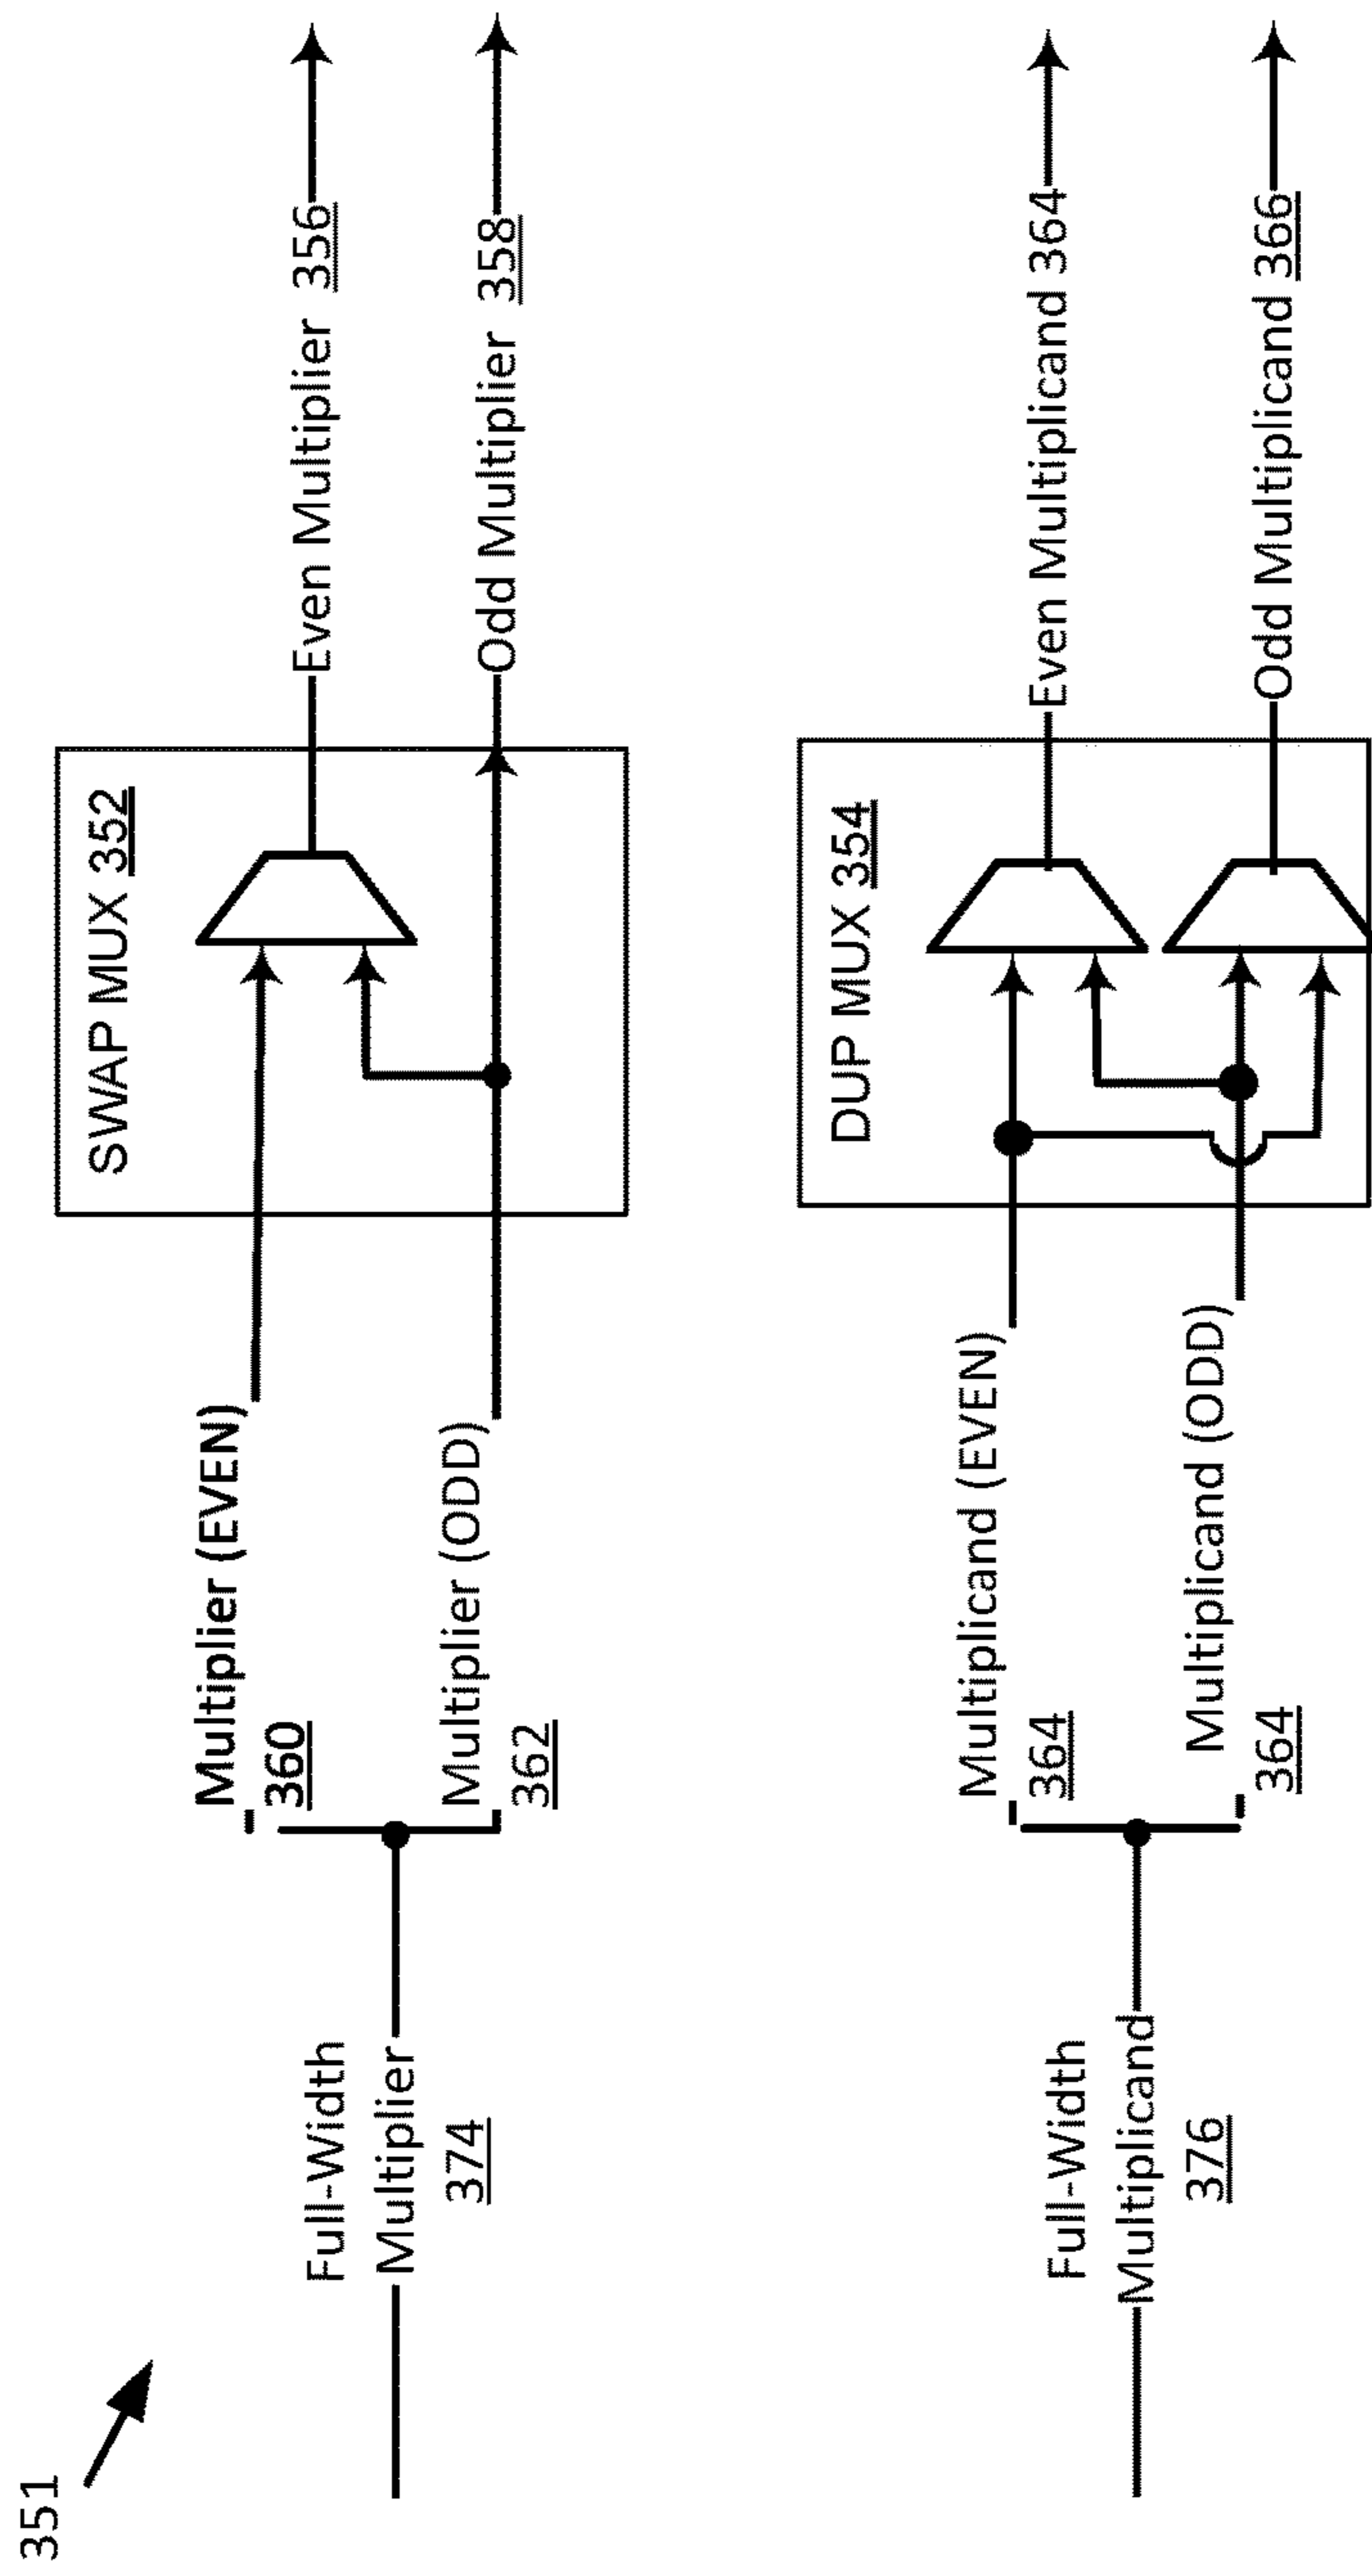 351
Full-Width
Multiplier
374
Multiplier (EVEN)
360
Multiplier (ODD)
362
SWAP MUX 352
Even Multiplier 356
Odd Multiplier 358
Full-Width
Multiplicand
376
Multiplicand (EVEN)
364
Multiplicand (ODD)
364
DUP MUX 354
Even Multiplicand 364
Odd Multiplicand 366